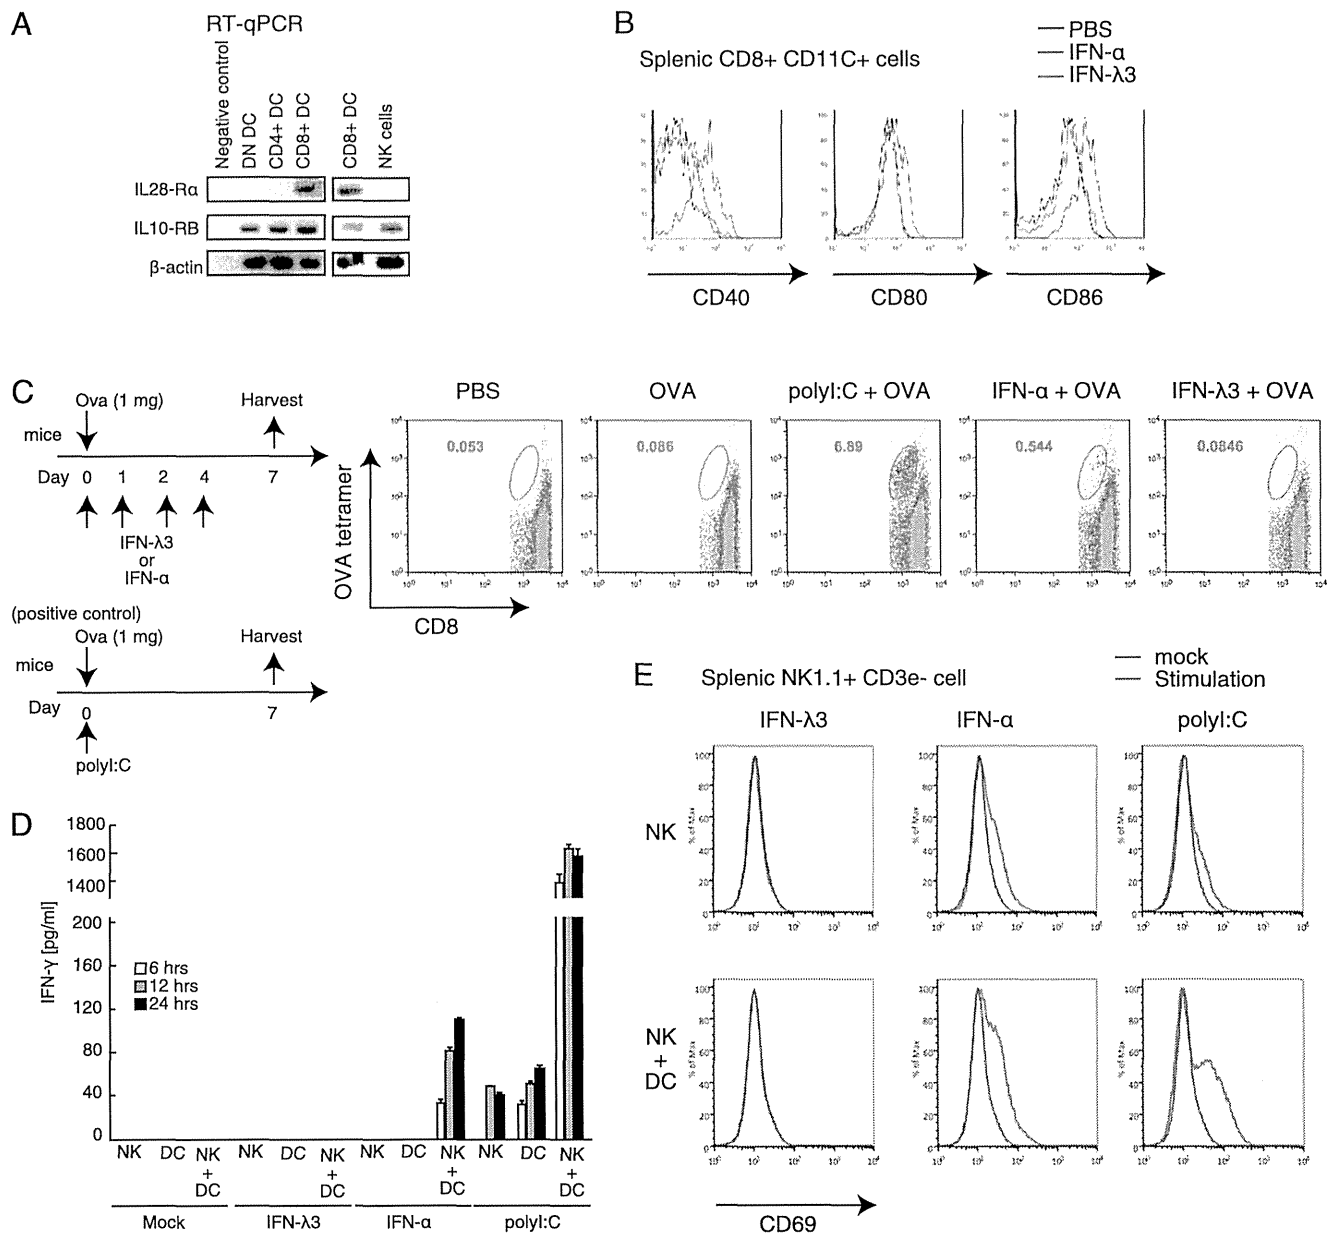 A
RT-qPCR
Negative control
DN DC
CD4+ DC
CD8+ DC
CD8+ DC
NK cells
IL28-Rα
IL10-RB
β-actin
B
Splenic CD8+ CD11C+ cells
PBS
IFN-α
IFN-λ3
CD40
CD80
CD86
C
Ova (1 mg)
Harvest
mice
Day 0 1 2 4 7
IFN-λ3
or
IFN-α
(positive control)
Ova (1 mg)
Harvest
mice
Day 0 7
polyI:C
PBS
OVA
polyI:C + OVA
IFN-α + OVA
IFN-λ3 + OVA
0.053
0.086
6.89
0.544
0.0846
OVA tetramer
CD8
D
IFN-γ [pg/ml]
1800
1600
1400
200
160
120
80
40
0
6 hrs
12 hrs
24 hrs
NK DC NK + DC
NK DC NK + DC
NK DC NK + DC
NK DC NK + DC
Mock
IFN-λ3
IFN-α
polyI:C
E
Splenic NK1.1+ CD3e- cell
mock
Stimulation
IFN-λ3
IFN-α
polyI:C
NK
NK
+
DC
% of Max
CD69